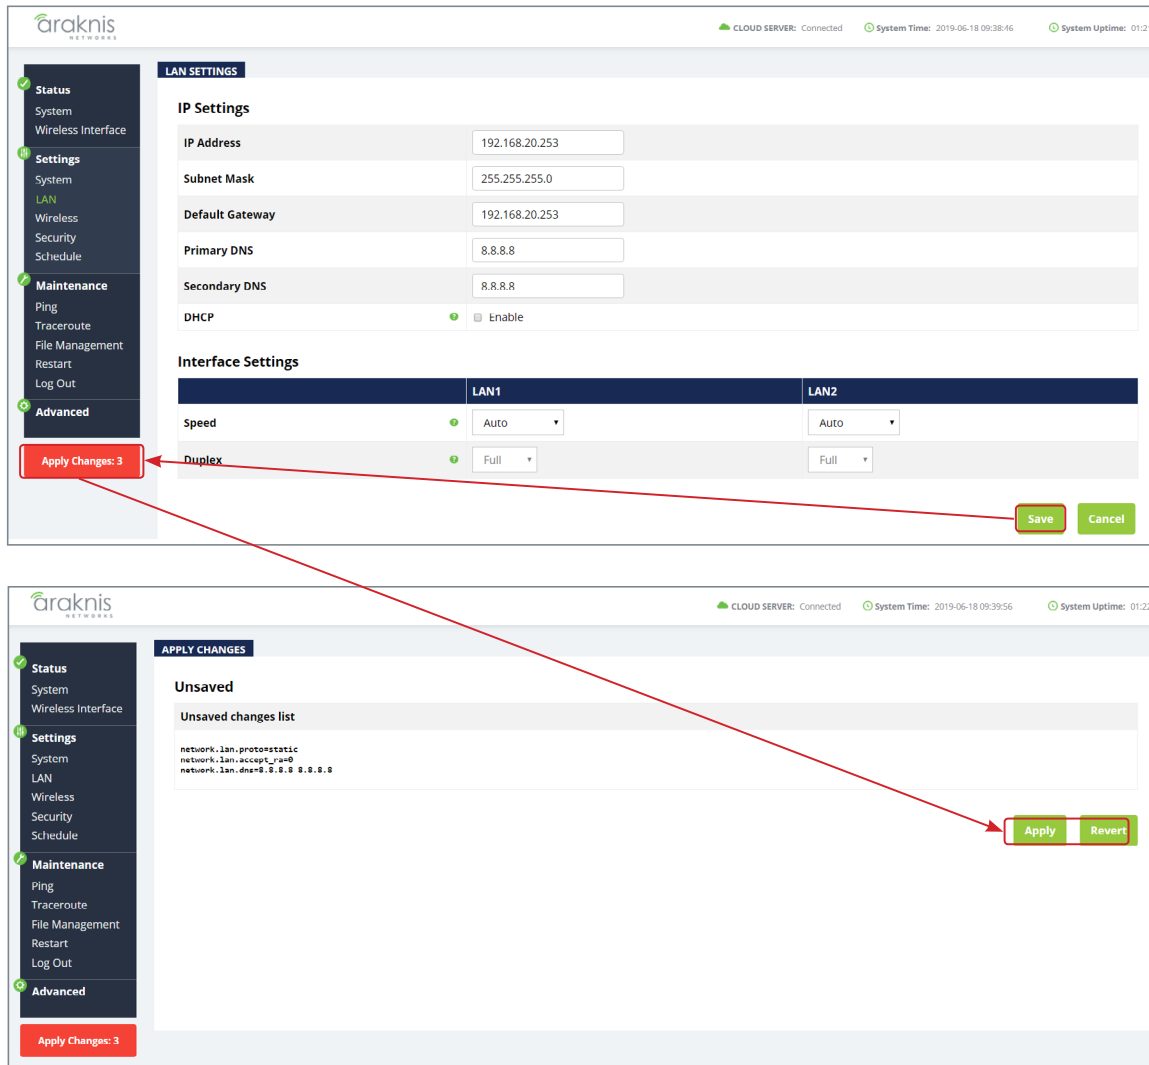 araknis
NETWORKS
CLOUD SERVER: Connected System Time: 2019-06-18 09:38:46 System Uptime: 01:21
LAN SETTINGS
Status
System
Wireless Interface
Settings
System
LAN
Wireless
Security
Schedule
Maintenance
Ping
Traceroute
File Management
Restart
Log Out
Advanced
Apply Changes: 3
IP Settings
IP Address 192.168.20.253
Subnet Mask 255.255.255.0
Default Gateway 192.168.20.253
Primary DNS 8.8.8.8
Secondary DNS 8.8.8.8
DHCP ? Enable
Interface Settings
LAN1 LAN2
Speed ? Auto Auto
Duplex ? Full Full
Save Cancel
araknis
NETWORKS
CLOUD SERVER: Connected System Time: 2019-06-18 09:39:56 System Uptime: 01:22
APPLY CHANGES
Status
System
Wireless Interface
Settings
System
LAN
Wireless
Security
Schedule
Maintenance
Ping
Traceroute
File Management
Restart
Log Out
Advanced
Apply Changes: 3
Unsaved
Unsaved changes list
network.lan.proto=static
network.lan.accept_ra=0
network.lan.dns=8.8.8.8 8.8.8.8
Apply Revert